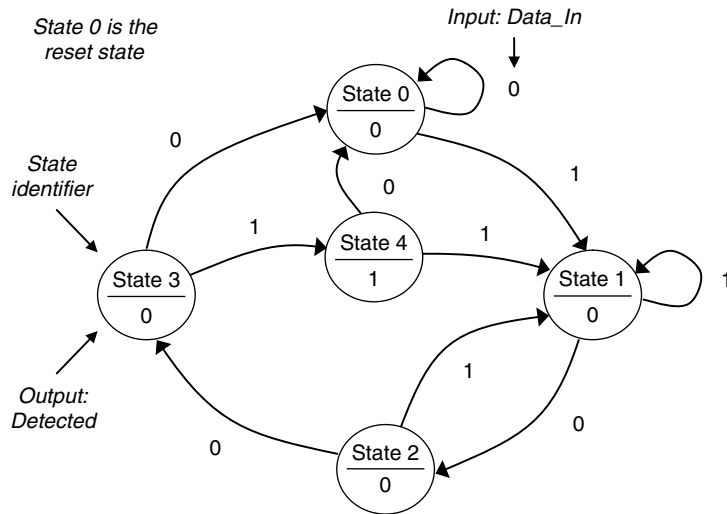 State 0 is the
reset state
Input: Data_In
0
State 0
0
0
1
State
identifier
0
1
State 4
1
1
State 3
0
State 1
0
1
Output:
Detected
1
0
0
State 2
0